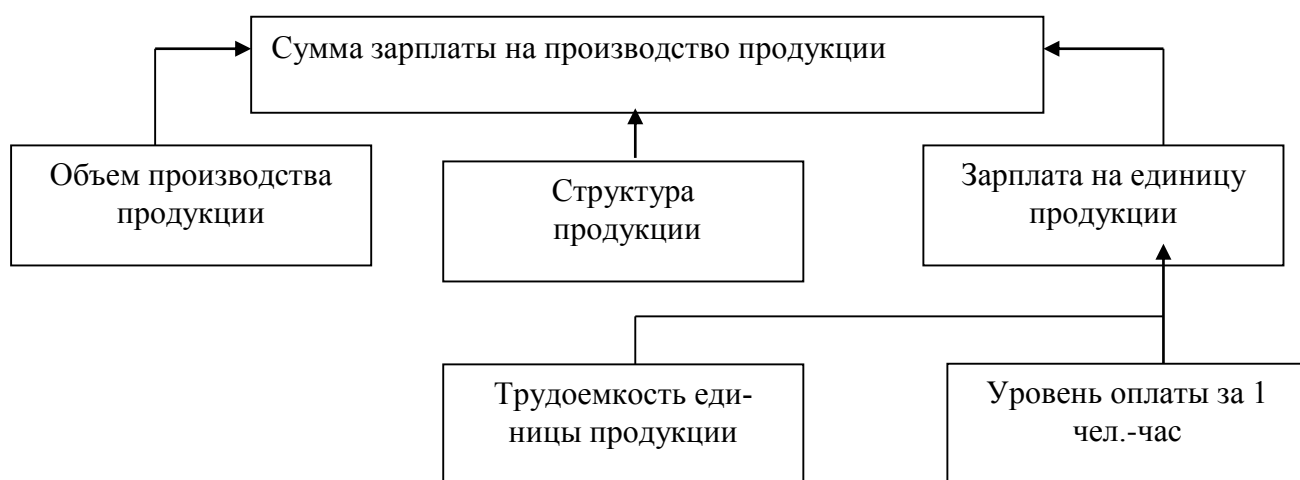 Сумма зарплаты на производство продукции
Объем производства
продукции
Структура
продукции
Зарплата на единицу
продукции
Трудоемкость еди-
ницы продукции
Уровень оплаты за 1
чел.-час